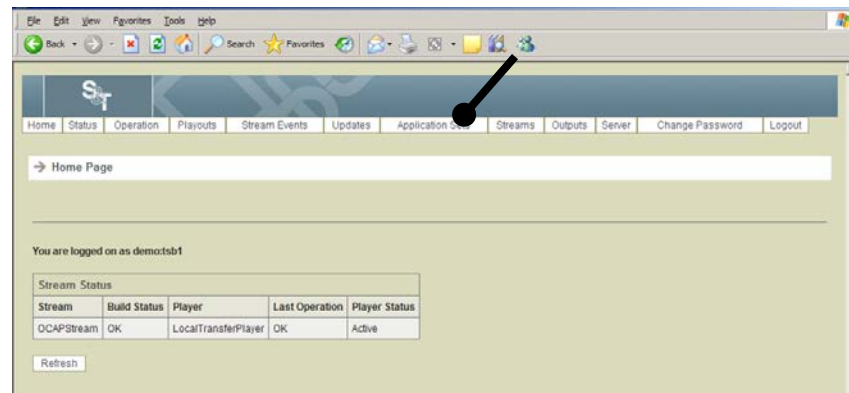 File Edit View Favorites Tools Help
Back Search Favorites
S&T
Home Status Operation Playouts Stream Events Updates Application Sets Streams Outputs Server Change Password Logout
→ Home Page
You are logged on as demo:tsb1
Stream Status
Stream Build Status Player Last Operation Player Status
OCAPStream OK LocalTransferPlayer OK Active
Refresh